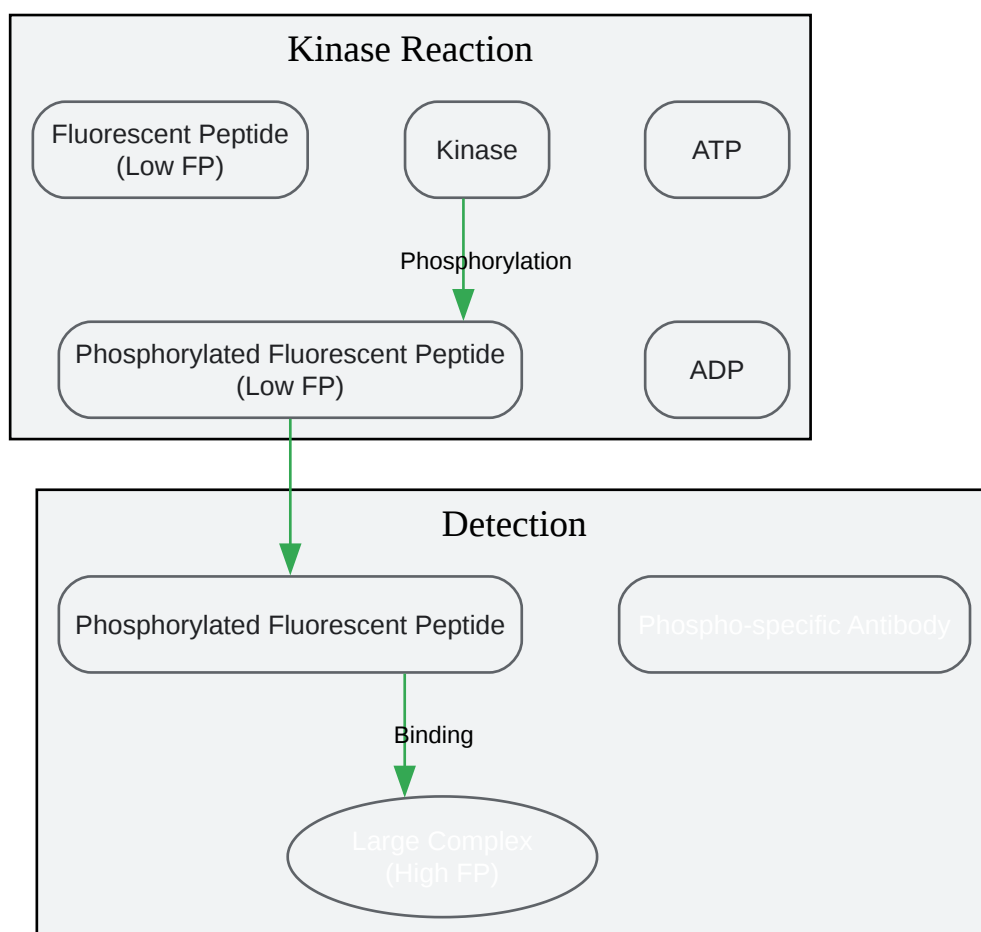 Kinase Reaction
Fluorescent Peptide
(Low FP)
Kinase
ATP
Phosphorylation
Phosphorylated Fluorescent Peptide
(Low FP)
ADP
Detection
Phosphorylated Fluorescent Peptide
Phospho-specific Antibody
Binding
Large Complex
(High FP)